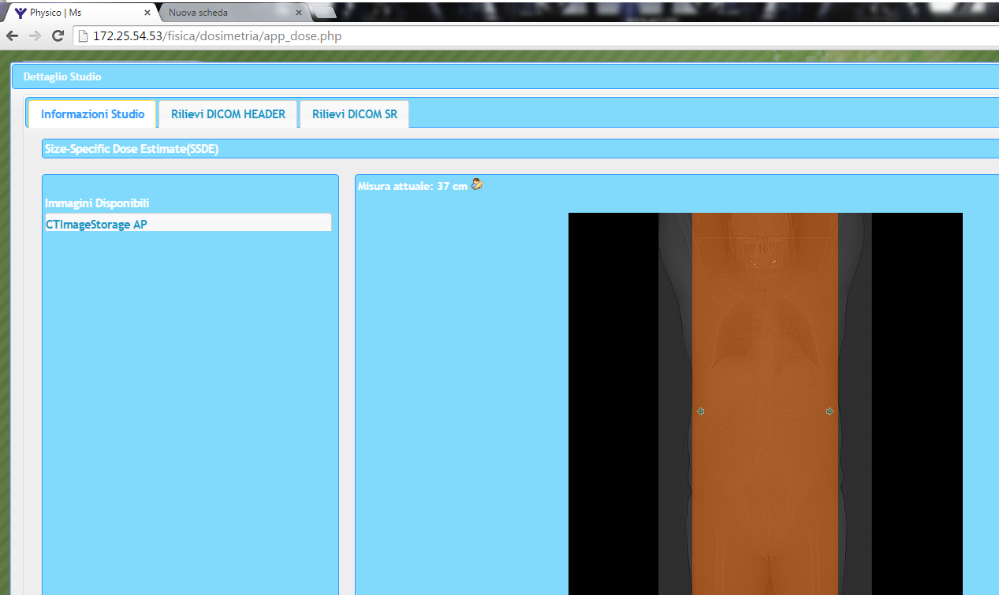 Physico | Ms
Nuova scheda
172.25.54.53/fisica/dosimetria/app_dose.php
Dettaglio Studio
Informazioni Studio
Rilievi DICOM HEADER
Rilievi DICOM SR
Size-Specific Dose Estimate(SSDE)
Immagini Disponibili
CTImageStorage AP
Misura attuale: 37 cm